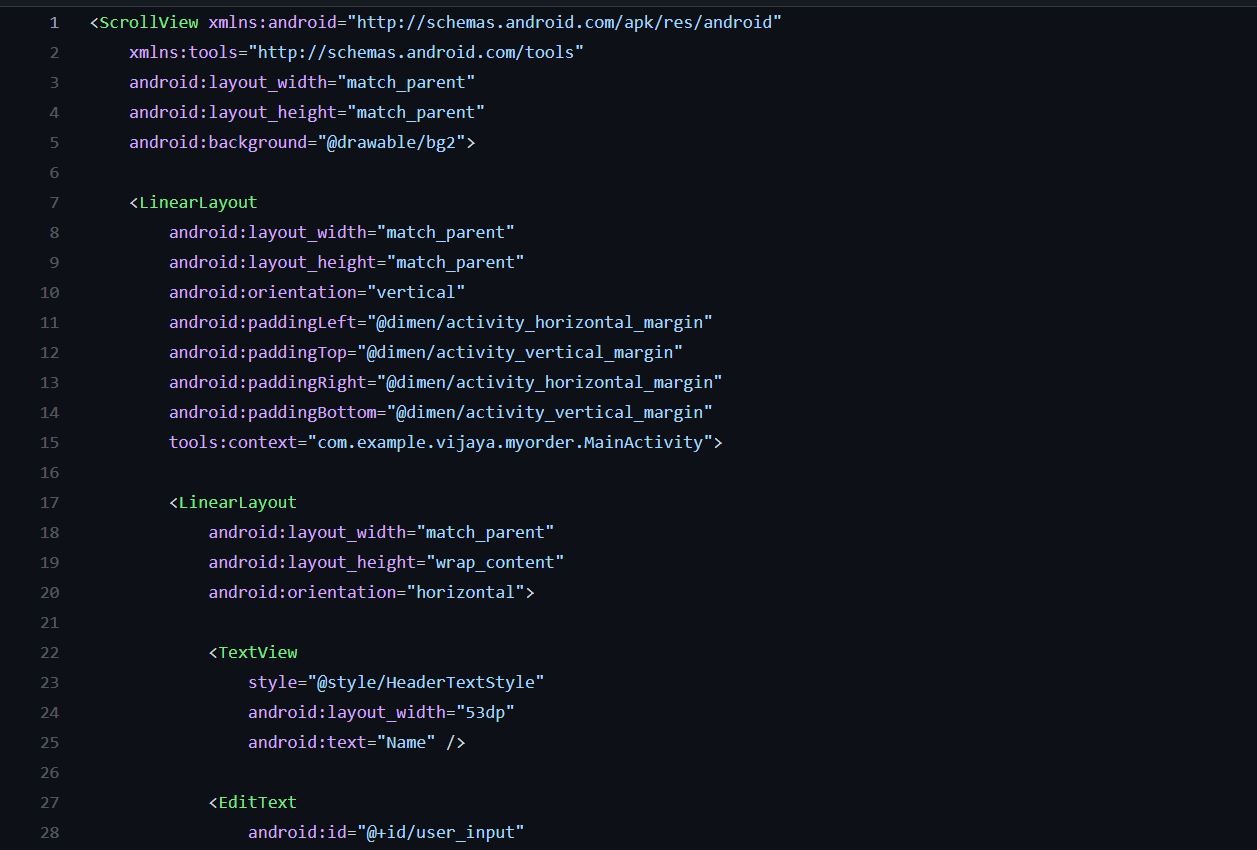 1 <ScrollView xmlns:android="http://schemas.android.com/apk/res/android"
2     xmlns:tools="http://schemas.android.com/tools"
3     android:layout_width="match_parent"
4     android:layout_height="match_parent"
5     android:background="@drawable/bg2">
6
7     <LinearLayout
8         android:layout_width="match_parent"
9         android:layout_height="match_parent"
10         android:orientation="vertical"
11         android:paddingLeft="@dimen/activity_horizontal_margin"
12         android:paddingTop="@dimen/activity_vertical_margin"
13         android:paddingRight="@dimen/activity_horizontal_margin"
14         android:paddingBottom="@dimen/activity_vertical_margin"
15         tools:context="com.example.vijaya.myorder.MainActivity">
16
17         <LinearLayout
18             android:layout_width="match_parent"
19             android:layout_height="wrap_content"
20             android:orientation="horizontal">
21
22             <TextView
23                 style="@style/HeaderTextStyle"
24                 android:layout_width="53dp"
25                 android:text="Name" />
26
27             <EditText
28                 android:id="@+id/user_input"